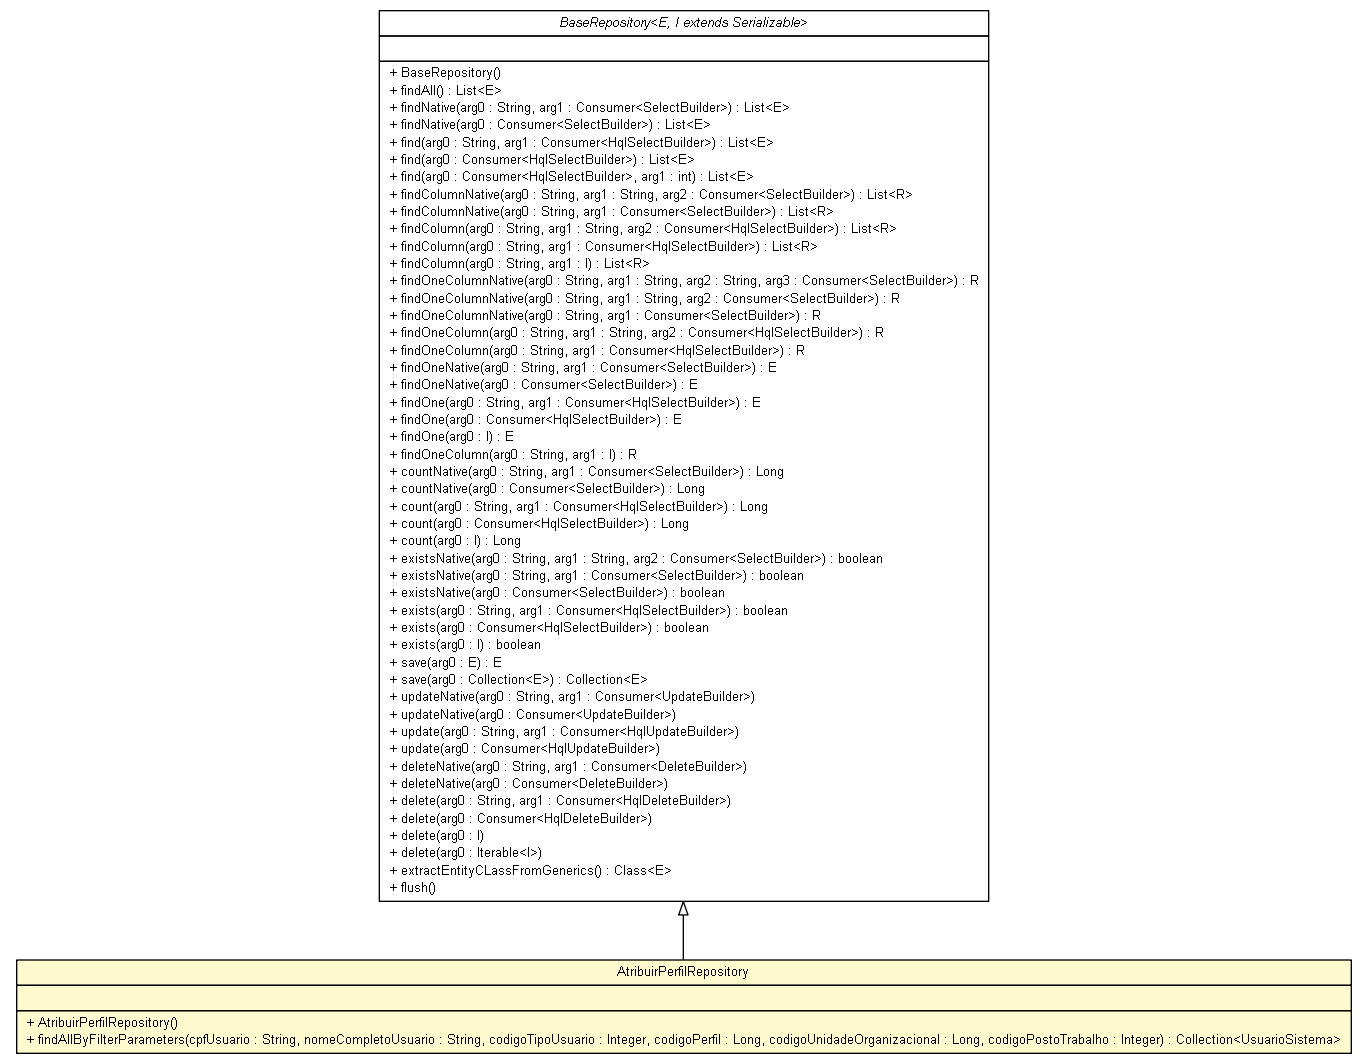 BaseRepository<E, I extends Serializable>
+ BaseRepository()
+ findAll() : List<E>
+ findNative(arg0 : String, arg1 : Consumer<SelectBuilder>) : List<E>
+ findNative(arg0 : Consumer<SelectBuilder>) : List<E>
+ find(arg0 : String, arg1 : Consumer<HqlSelectBuilder>) : List<E>
+ find(arg0 : Consumer<HqlSelectBuilder>) : List<E>
+ find(arg0 : Consumer<HqlSelectBuilder>, arg1 : int) : List<E>
+ findColumnNative(arg0 : String, arg1 : String, arg2 : Consumer<SelectBuilder>) : List<R>
+ findColumnNative(arg0 : String, arg1 : Consumer<SelectBuilder>) : List<R>
+ findColumn(arg0 : String, arg1 : String, arg2 : Consumer<HqlSelectBuilder>) : List<R>
+ findColumn(arg0 : String, arg1 : Consumer<HqlSelectBuilder>) : List<R>
+ findColumn(arg0 : String, arg1 : I) : List<R>
+ findOneColumnNative(arg0 : String, arg1 : String, arg2 : String, arg3 : Consumer<SelectBuilder>) : R
+ findOneColumnNative(arg0 : String, arg1 : String, arg2 : Consumer<SelectBuilder>) : R
+ findOneColumnNative(arg0 : String, arg1 : Consumer<SelectBuilder>) : R
+ findOneColumn(arg0 : String, arg1 : String, arg2 : Consumer<HqlSelectBuilder>) : R
+ findOneColumn(arg0 : String, arg1 : Consumer<HqlSelectBuilder>) : R
+ findOneNative(arg0 : String, arg1 : Consumer<SelectBuilder>) : E
+ findOneNative(arg0 : Consumer<SelectBuilder>) : E
+ findOne(arg0 : String, arg1 : Consumer<HqlSelectBuilder>) : E
+ findOne(arg0 : Consumer<HqlSelectBuilder>) : E
+ findOne(arg0 : I) : E
+ findOneColumn(arg0 : String, arg1 : I) : R
+ countNative(arg0 : String, arg1 : Consumer<SelectBuilder>) : Long
+ countNative(arg0 : Consumer<SelectBuilder>) : Long
+ count(arg0 : String, arg1 : Consumer<HqlSelectBuilder>) : Long
+ count(arg0 : Consumer<HqlSelectBuilder>) : Long
+ count(arg0 : I) : Long
+ existsNative(arg0 : String, arg1 : String, arg2 : Consumer<SelectBuilder>) : boolean
+ existsNative(arg0 : String, arg1 : Consumer<SelectBuilder>) : boolean
+ existsNative(arg0 : Consumer<SelectBuilder>) : boolean
+ exists(arg0 : String, arg1 : Consumer<HqlSelectBuilder>) : boolean
+ exists(arg0 : Consumer<HqlSelectBuilder>) : boolean
+ exists(arg0 : I) : boolean
+ save(arg0 : E) : E
+ save(arg0 : Collection<E>) : Collection<E>
+ updateNative(arg0 : String, arg1 : Consumer<UpdateBuilder>)
+ updateNative(arg0 : Consumer<UpdateBuilder>)
+ update(arg0 : String, arg1 : Consumer<HqlUpdateBuilder>)
+ update(arg0 : Consumer<HqlUpdateBuilder>)
+ deleteNative(arg0 : String, arg1 : Consumer<DeleteBuilder>)
+ deleteNative(arg0 : Consumer<DeleteBuilder>)
+ delete(arg0 : String, arg1 : Consumer<HqlDeleteBuilder>)
+ delete(arg0 : Consumer<HqlDeleteBuilder>)
+ delete(arg0 : I)
+ delete(arg0 : Iterable<I>)
+ extractEntityCLassFromGenerics() : Class<E>
+ flush()
AtribuirPerfilRepository
+ AtribuirPerfilRepository()
+ findAllByFilterParameters(cpfUsuario : String, nomeCompletoUsuario : String, codigoTipoUsuario : Integer, codigoPerfil : Long, codigoUnidadeOrganizacional : Long, codigoPostoTrabalho : Integer) : Collection<UsuarioSistema>